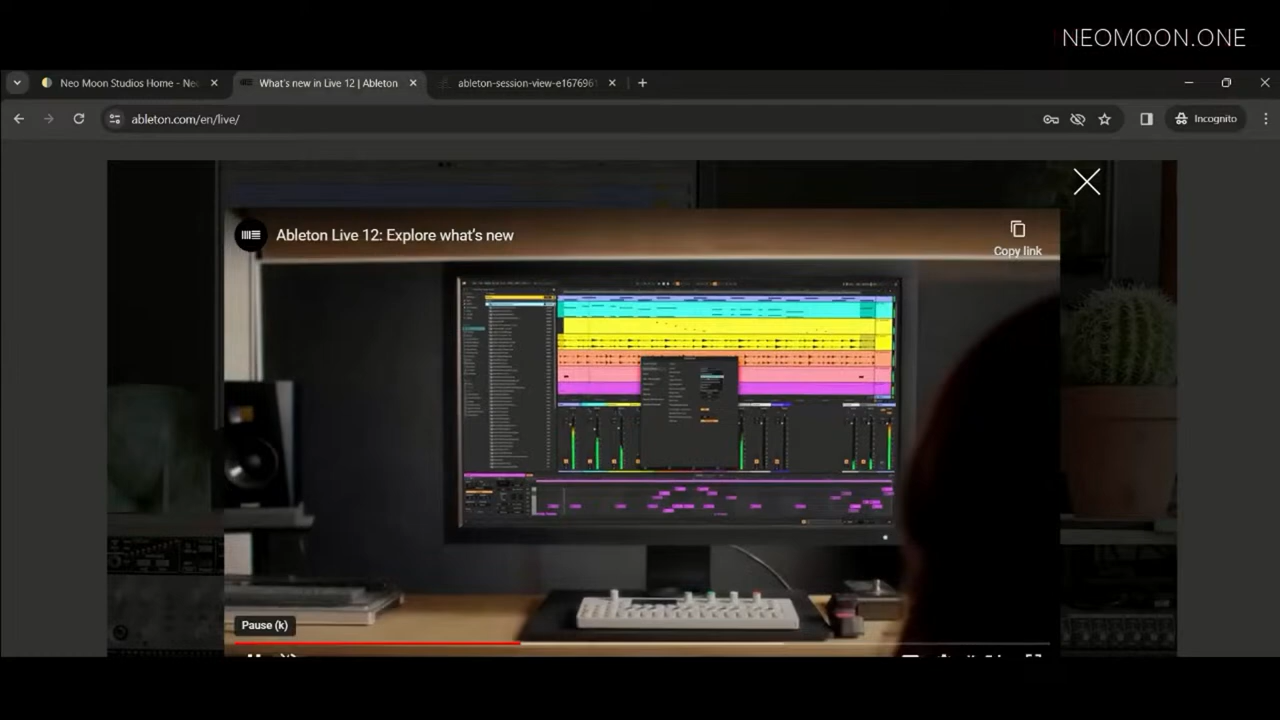 NEOMOON.ONE
Neo Moon Studios Home - Ne
What's new in Live 12 | Ableton
ableton-session-view-e167696
ableton.com/en/live/
Incognito
Ableton Live 12: Explore what's new
Copy link
Pause (k)